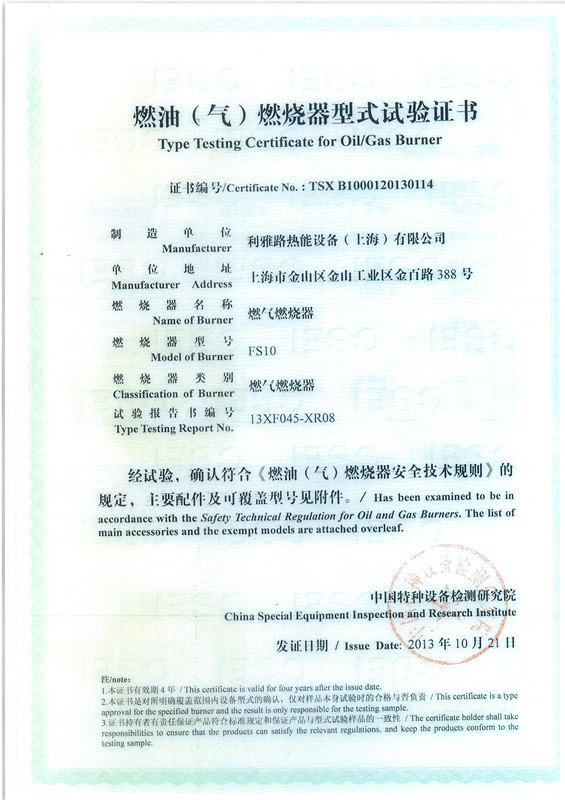 燃油（气）燃烧器型式试验证书
Type Testing Certificate for Oil/Gas Burner
证书编号/Certificate No. : TSX B1000120130114
制造单位 利雅路热能设备（上海）有限公司
Manufacturer
单位地址 上海市金山区金山工业区金百路 388 号
Manufacturer Address
燃烧器名称 燃气燃烧器
Name of Burner
燃烧器型号 FS10
Model of Burner
燃烧器类别 燃气燃烧器
Classification of Burner
试验报告书编号 13XF045-XR08
Type Testing Report No.
经试验，确认符合《燃油（气）燃烧器安全技术规则》的
规定，主要配件及可覆盖型号见附件。/ Has been examined to be in
accordance with the Safety Technical Regulation for Oil and Gas Burners. The list of
main accessories and the exempt models are attached overleaf.
中国特种设备检测研究院
China Special Equipment Inspection and Research Institute
发证日期 / Issue Date: 2013 年 10 月 21 日
注/note:
1.本证书有效期 4 年 / This certificate is valid for four years after the issue date.
2.本证书是对所明确覆盖范围内设备型式的确认，仅对样品本身试验时的合格与否负责 / This certificate is a type
approval for the specified burner and the result is only responsible for the testing sample.
3.证书持有者有责任保证产品符合标准规定和保证产品与型式试验样品的一致性 / The certificate holder shall take
responsibilities to ensure that the products can satisfy the relevant regulations, and keep the products conform to the
testing sample.